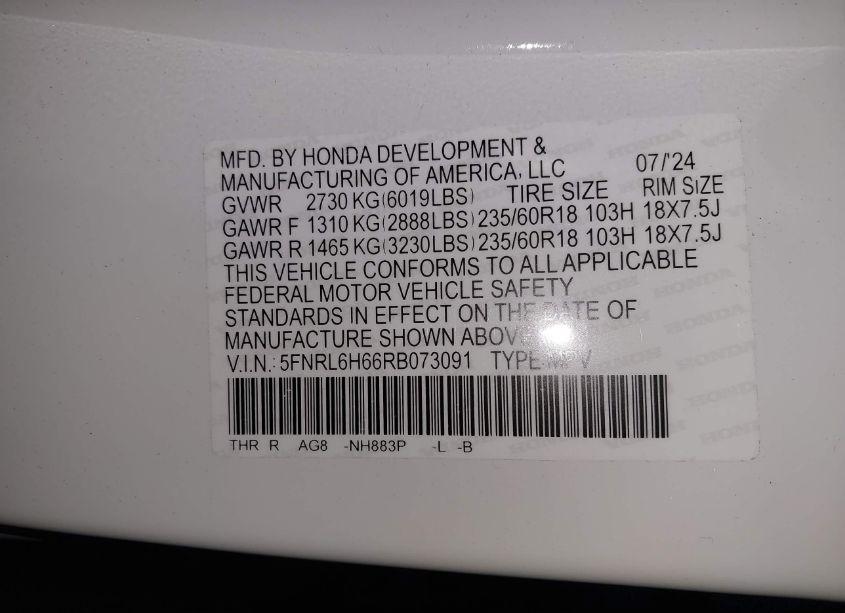 MFD. BY HONDA DEVELOPMENT &
MANUFACTURING OF AMERICA, LLC 07/'24
GVWR 2730 KG(6019LBS) TIRE SIZE RIM SIZE
GAWR F 1310 KG(2888LBS) 235/60R18 103H 18X7.5J
GAWR R 1465 KG(3230LBS) 235/60R18 103H 18X7.5J
THIS VEHICLE CONFORMS TO ALL APPLICABLE
FEDERAL MOTOR VEHICLE SAFETY
STANDARDS IN EFFECT ON THE DATE OF
MANUFACTURE SHOWN ABOVE.
V.I.N.: 5FNRL6H66RB073091 TYPE: MPV
THR R AG8 -NH883P -L -B